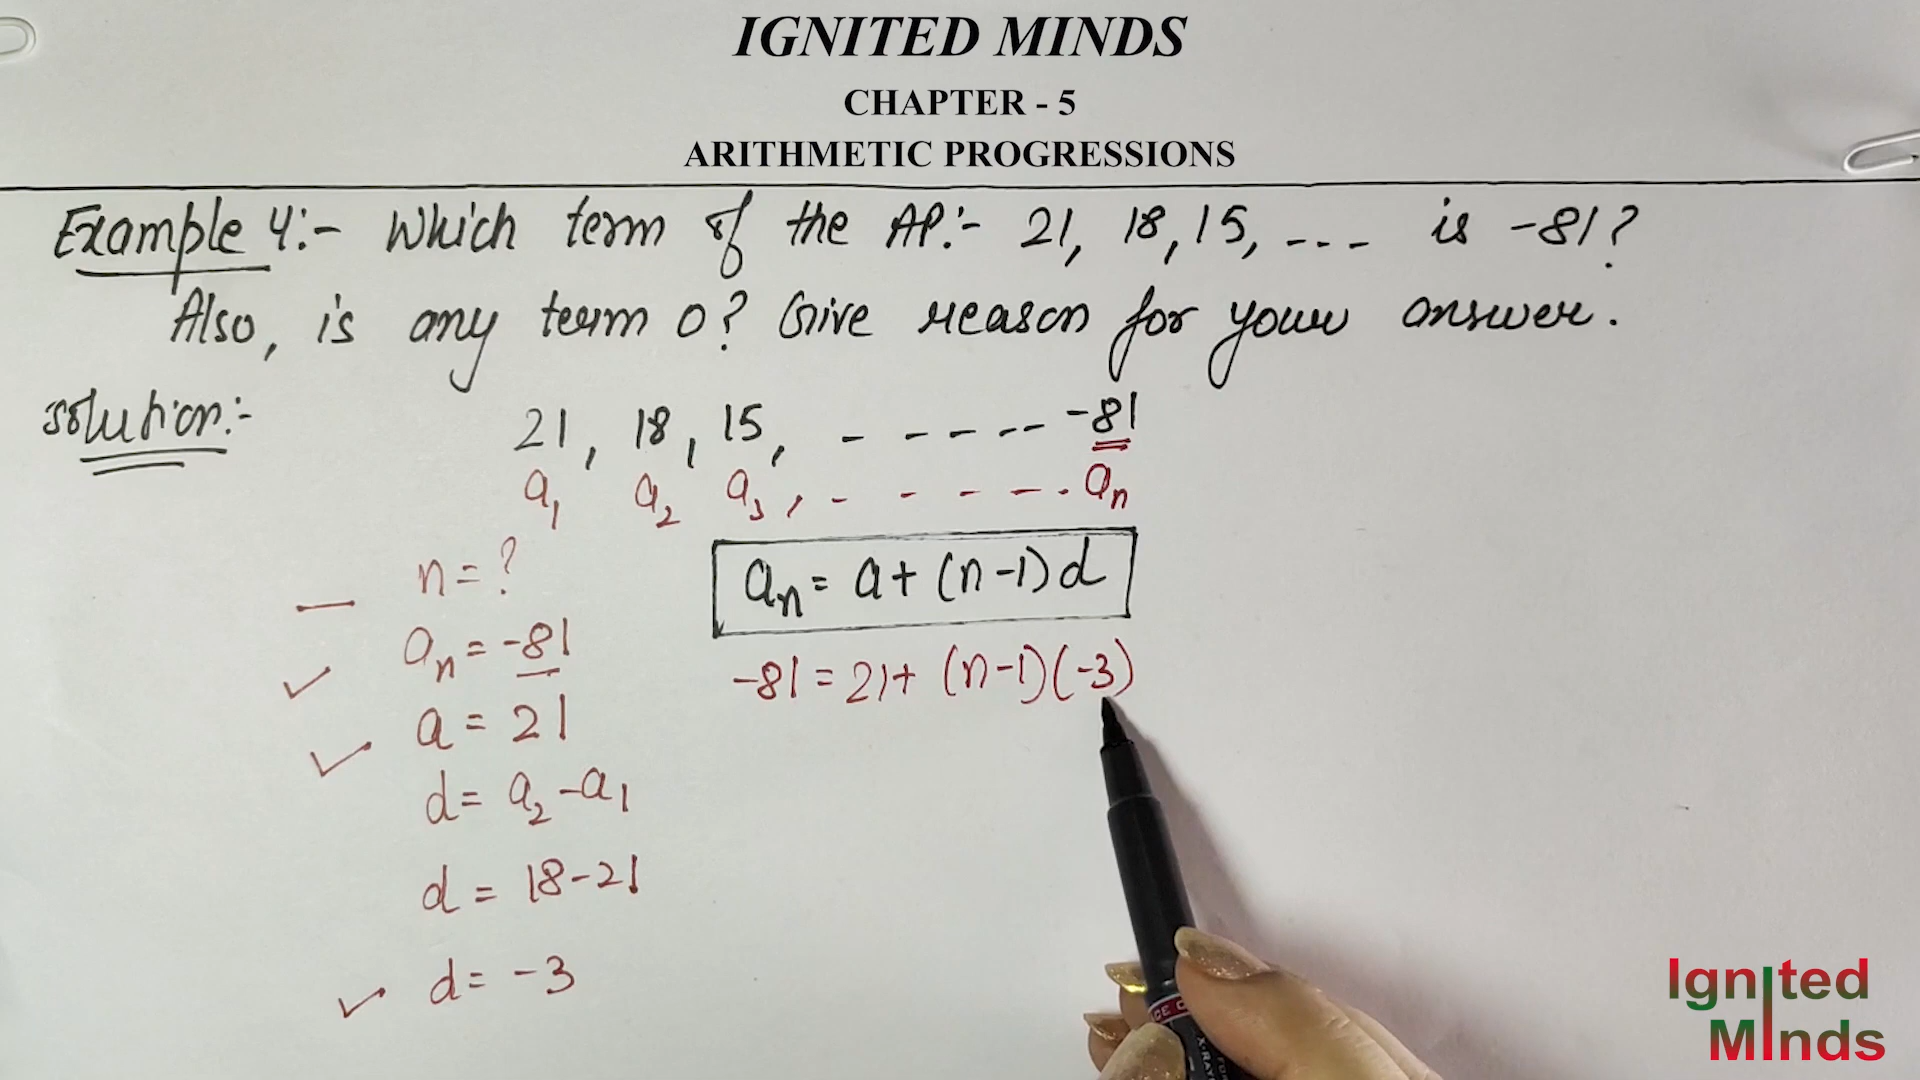 IGNITED MINDS
CHAPTER - 5
ARITHMETIC PROGRESSIONS
Example 4:- Which term of the AP:- 21, 18, 15, --- is -81?
Also, is any term 0? Give reason for your answer.
Solution:-
21, 18, 15, - - - - - - -81
a₁ a₂ a₃, - - - - - aₙ
n = ?
aₙ = -81
a = 21
d = a₂ - a₁
d = 18 - 21
d = -3
aₙ = a + (n-1) d
-81 = 21 + (n-1)(-3)
Ignited
Minds